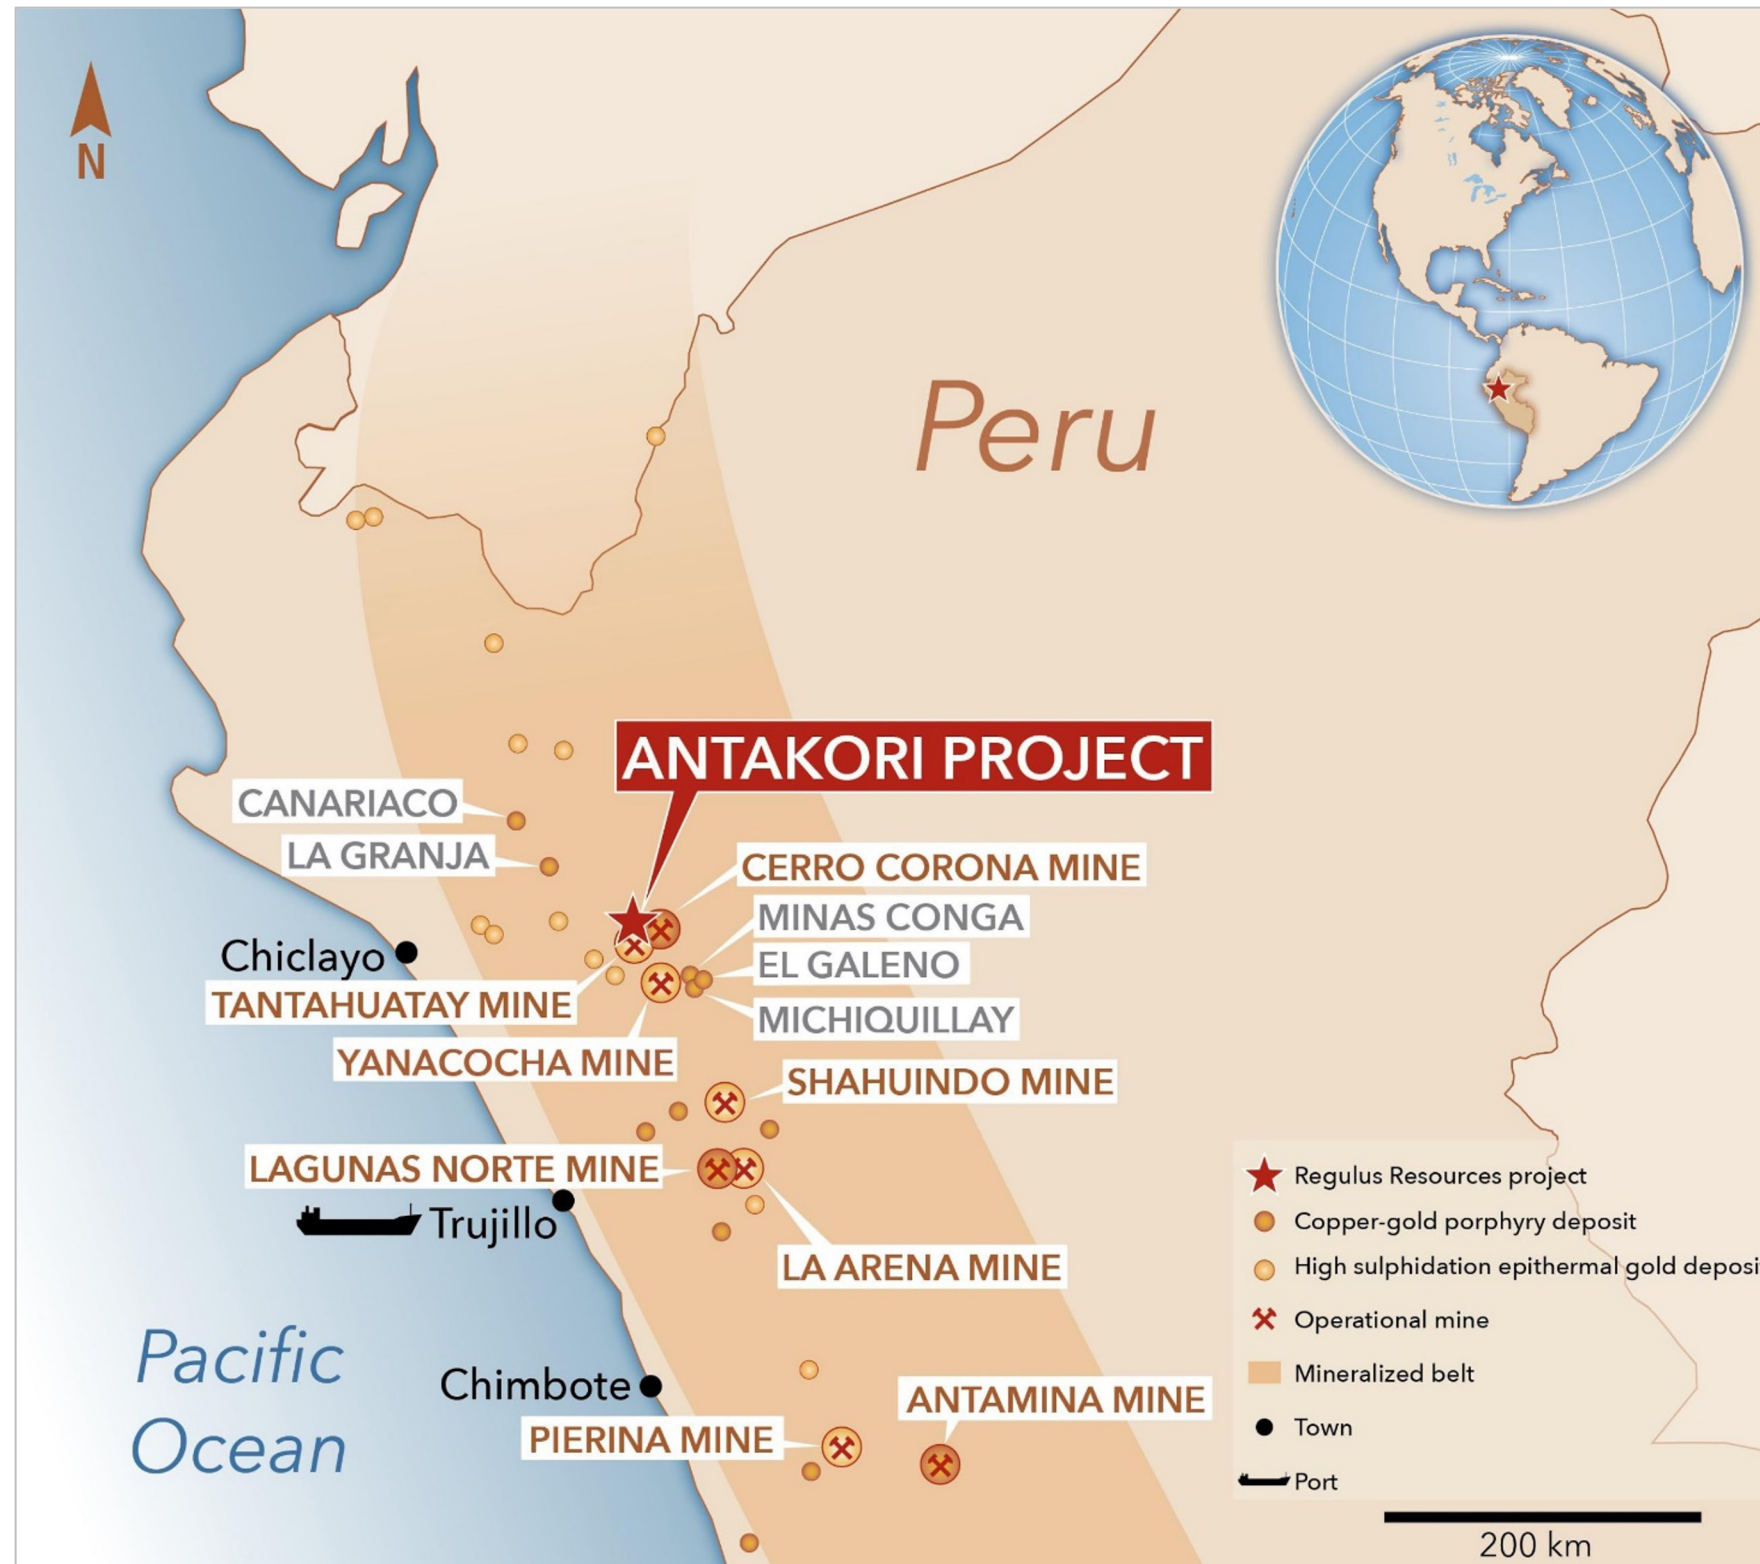 N
Peru
ANTAKORI PROJECT
CANARIACO
LA GRANJA
CERRO CORONA MINE
MINAS CONGA
EL GALENO
Chiclayo
TANTAHUATAY MINE
MICHIQUILLAY
YANACOCHA MINE
SHAHUINDO MINE
LAGUNAS NORTE MINE
Trujillo
LA ARENA MINE
Pacific
Ocean
Chimbote
ANTAMINA MINE
PIERINA MINE
Regulus Resources project
Copper-gold porphyry deposit
High sulphidation epithermal gold deposi
Operational mine
Mineralized belt
Town
Port
200 km